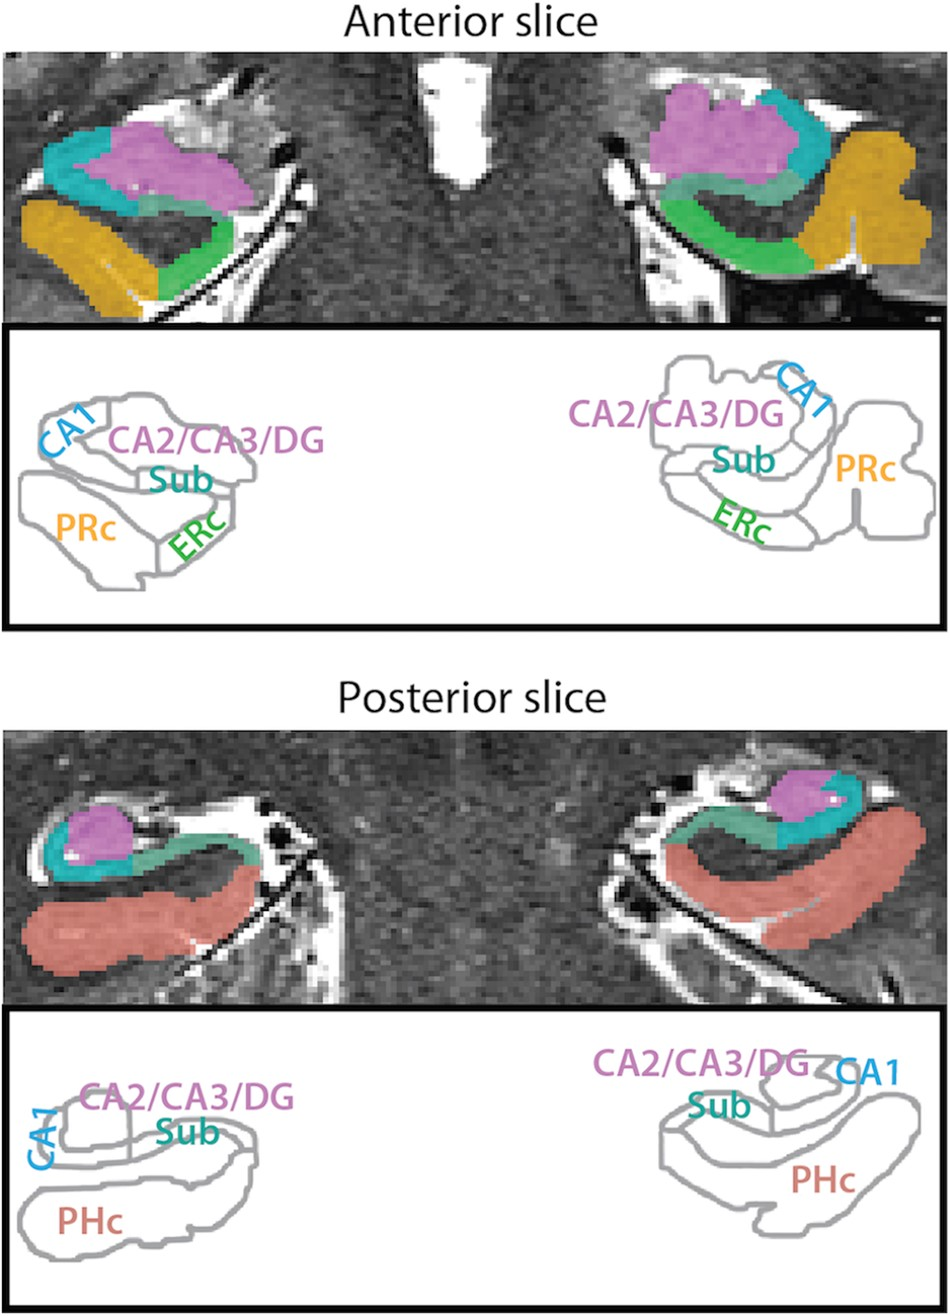 Anterior slice
CA1
CA2/CA3/DG
Sub
PRc
ERc
CA2/CA3/DG
CA1
Sub
PRc
ERc
Posterior slice
CA2/CA3/DG
CA1
Sub
PHc
CA2/CA3/DG
CA1
Sub
PHc